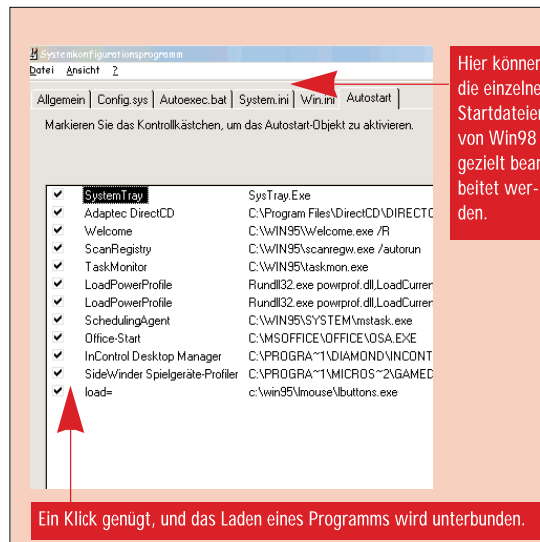 Systemkonfigurationsprogramm
Datei Ansicht ?
Allgemein Config.sys Autoexec.bat System.ini Win.ini Autostart
Markieren Sie das Kontrollkästchen, um das Autostart-Objekt zu aktivieren.
SystemTray SysTray.Exe
Adaptec DirectCD C:\Program Files\DirectCD\DIRECTC
Welcome C:\WIN95\Welcome.exe /R
ScanRegistry C:\WIN95\scanregw.exe /autorun
TaskMonitor C:\WIN95\taskmon.exe
LoadPowerProfile Rundll32.exe powrprof.dll,LoadCurren
LoadPowerProfile Rundll32.exe powrprof.dll,LoadCurren
SchedulingAgent C:\WIN95\SYSTEM\mstask.exe
Office-Start C:\MSOFFICE\OFFICE\OSA.EXE
InControl Desktop Manager C:\PROGRA~1\DIAMOND\INCONT
SideWinder Spielgeräte-Profiler C:\PROGRA~1\MICROS~2\GAMED
load= c:\win95\lmouse\lbuttons.exe
Hier können
die einzelne
Startdateien
von Win98
gezielt bear
beitet wer-
den.
Ein Klick genügt, und das Laden eines Programms wird unterbunden.